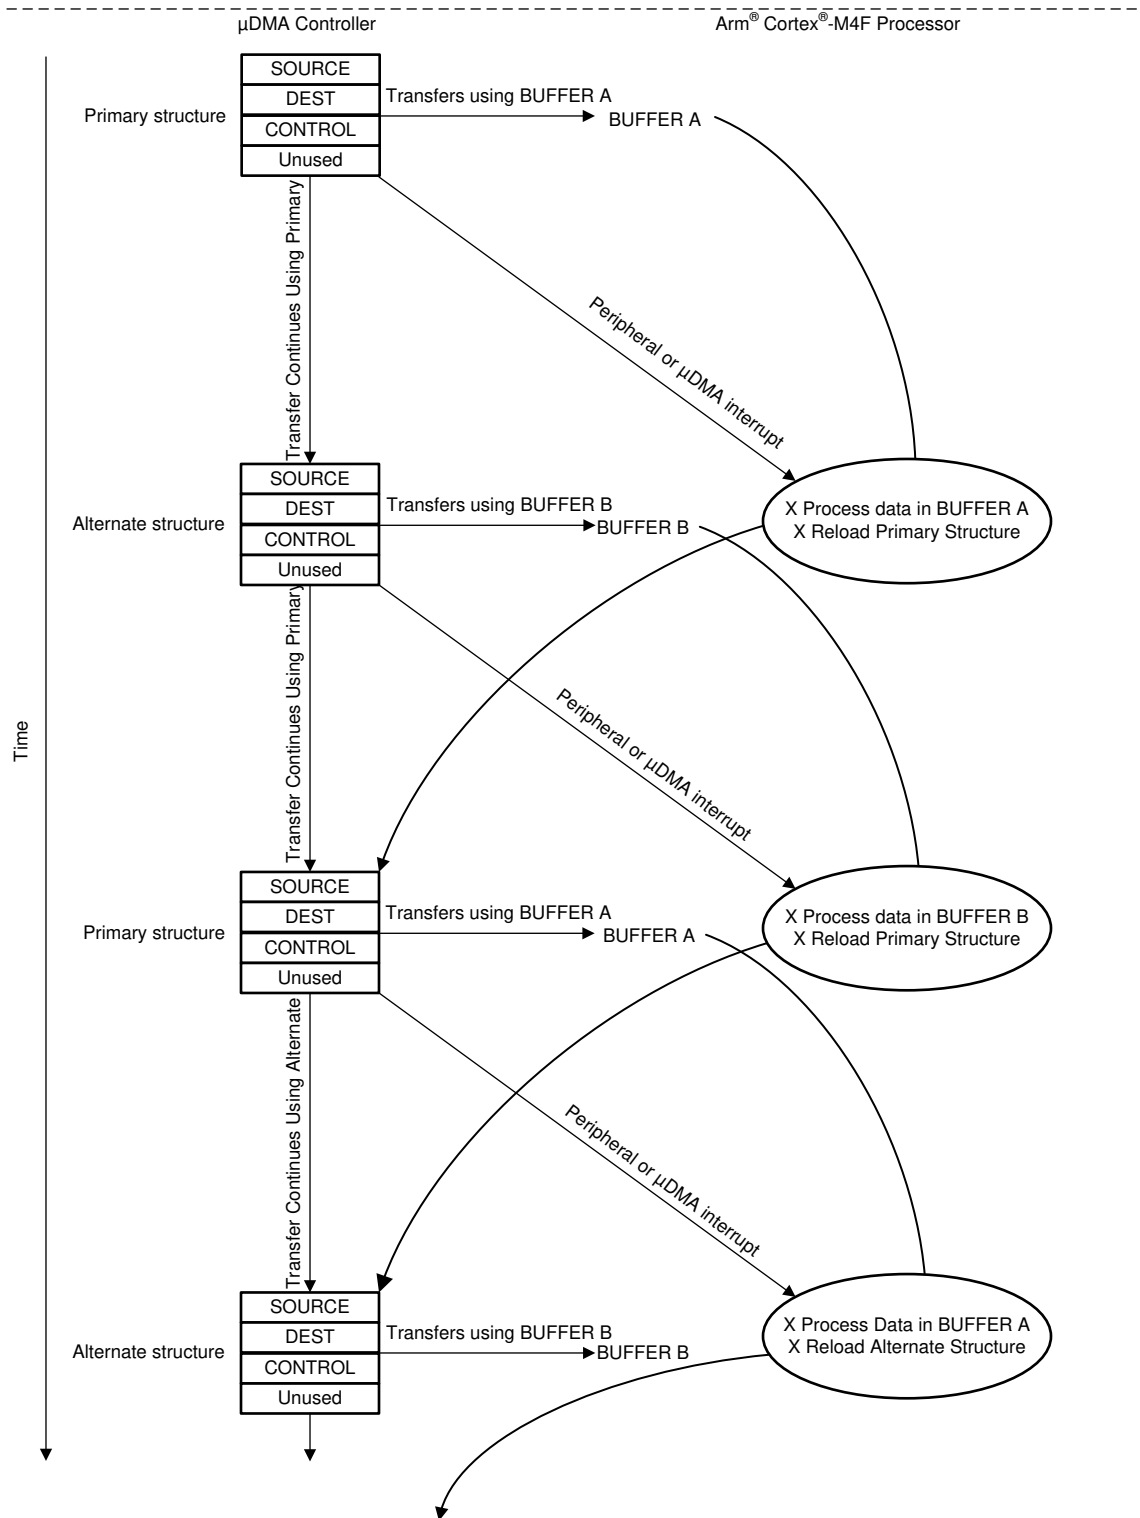 µDMA Controller
Arm® Cortex®-M4F Processor
SOURCE
DEST
CONTROL
Unused
Primary structure
Transfers using BUFFER A
BUFFER A
Transfer Continues Using Primary
Peripheral or µDMA interrupt
SOURCE
DEST
CONTROL
Unused
Alternate structure
Transfers using BUFFER B
BUFFER B
X Process data in BUFFER A
X Reload Primary Structure
Transfer Continues Using Primary
Peripheral or µDMA interrupt
Time
SOURCE
DEST
CONTROL
Unused
Primary structure
Transfers using BUFFER A
BUFFER A
X Process data in BUFFER B
X Reload Primary Structure
Transfer Continues Using Alternate
Peripheral or µDMA interrupt
SOURCE
DEST
CONTROL
Unused
Alternate structure
Transfers using BUFFER B
BUFFER B
X Process Data in BUFFER A
X Reload Alternate Structure